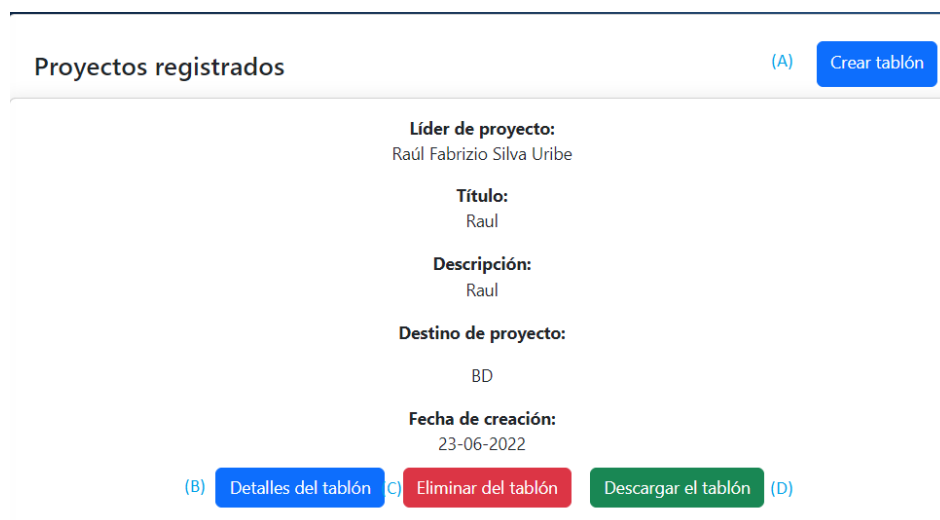 Proyectos registrados (A) Crear tablón
Líder de proyecto:
Raúl Fabrizio Silva Uribe
Título:
Raul
Descripción:
Raul
Destino de proyecto:
BD
Fecha de creación:
23-06-2022
(B) Detalles del tablón (C) Eliminar del tablón Descargar el tablón (D)